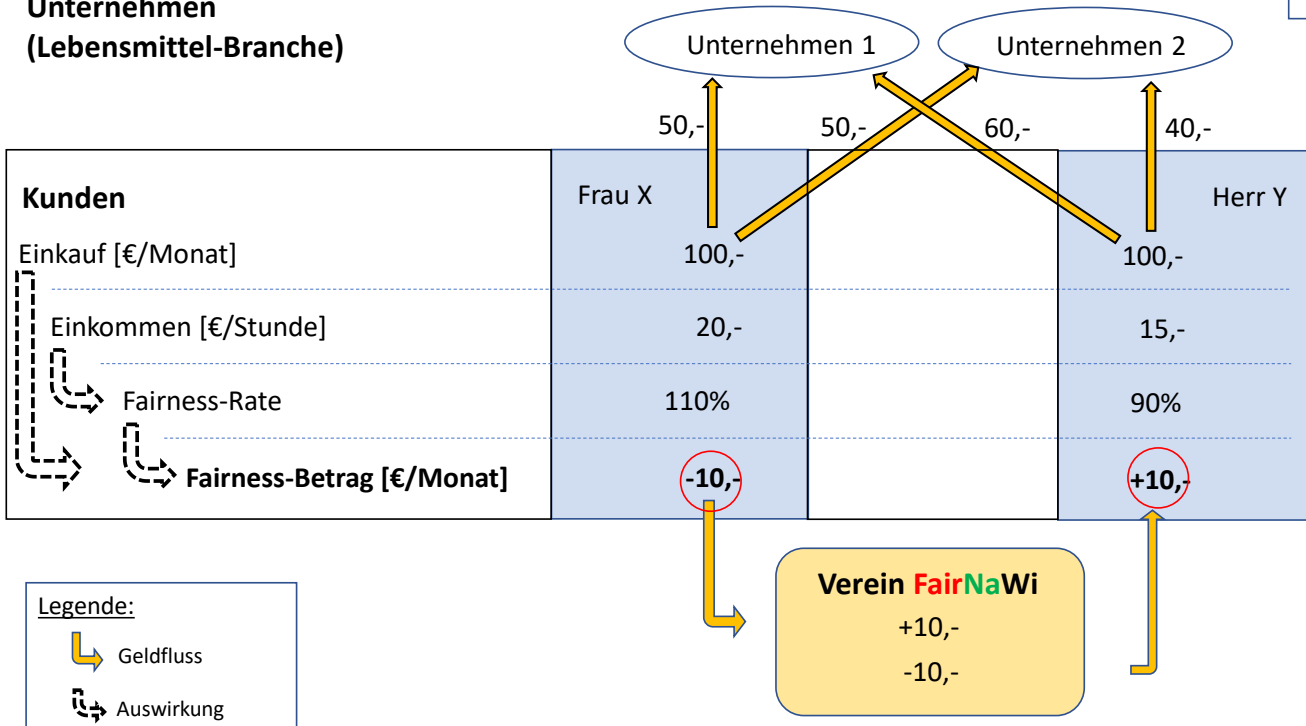 Unternehmen
(Lebensmittel-Branche)
Unternehmen 1
Unternehmen 2
50,-
50,-
60,-
40,-
Kunden
Frau X
Herr Y
Einkauf [€/Monat]
100,-
100,-
Einkommen [€/Stunde]
20,-
15,-
Fairness-Rate
110%
90%
Fairness-Betrag [€/Monat]
-10,-
+10,-
Verein FairNaWi
+10,-
-10,-
Legende:
Geldfluss
Auswirkung